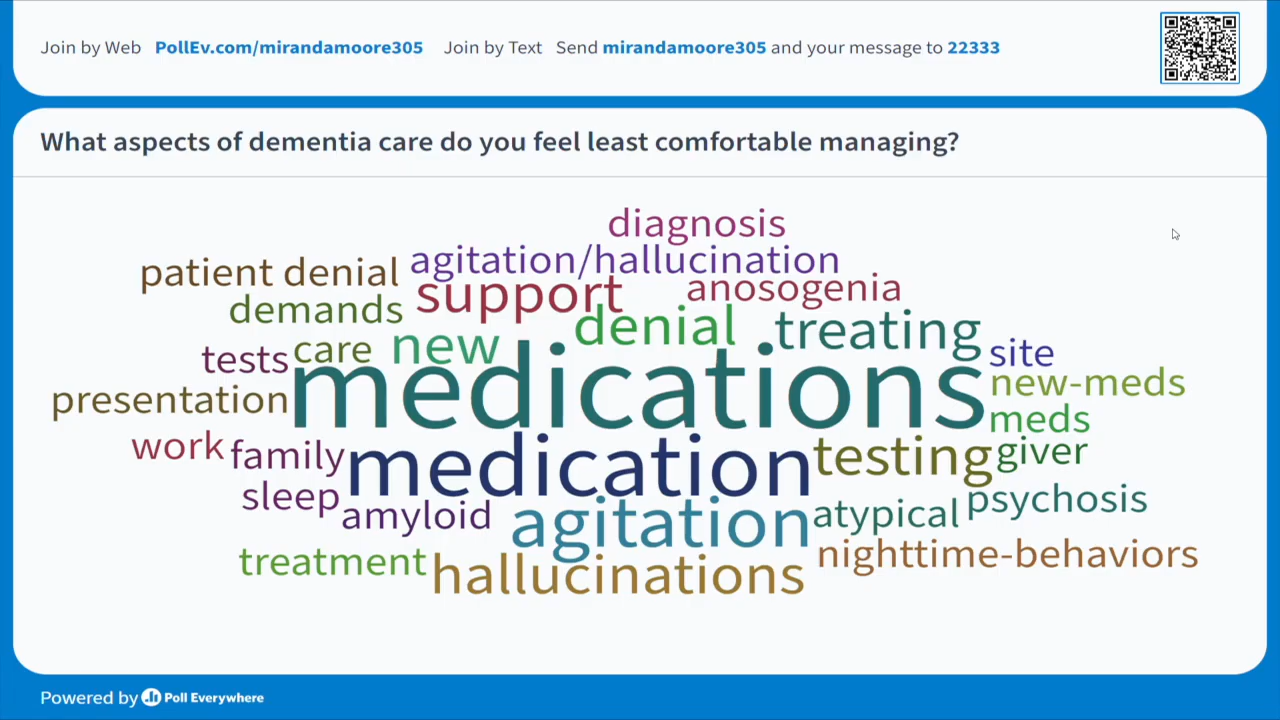 Join by Web PollEv.com/mirandamoore305 Join by Text Send mirandamoore305 and your message to 22333
What aspects of dementia care do you feel least comfortable managing?
diagnosis
patient denial agitation/hallucination
demands support anosogenia
denial treating
tests care new site
medications new-meds
presentation meds
work family medication testing giver
sleep amyloid agitation atypical psychosis
treatment hallucinations nighttime-behaviors
Powered by Poll Everywhere